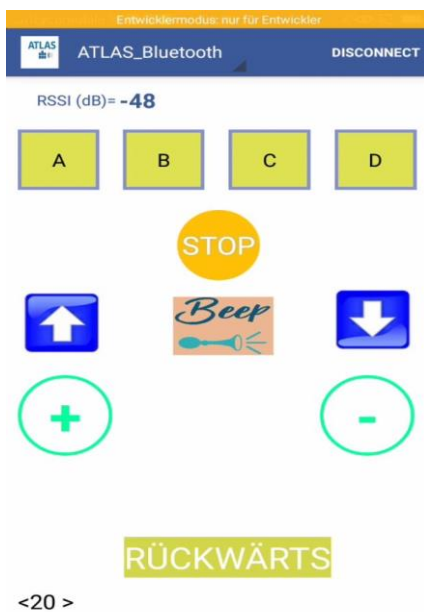 Entwicklermodus: nur für Entwickler
ATLAS
ATLAS_Bluetooth
DISCONNECT
RSSI (dB)= -48
A B C D
STOP
Beep
+ -
RÜCKWÄRTS
<20 >